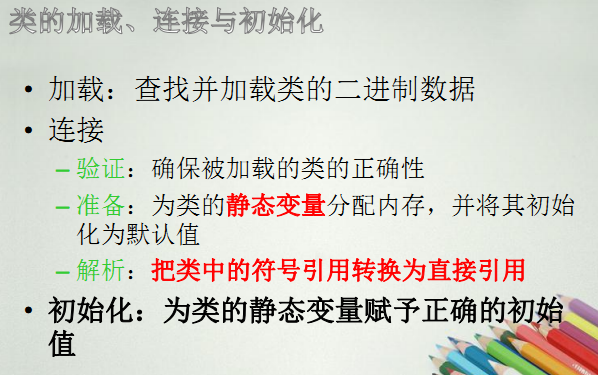 类的加载、连接与初始化
• 加载：查找并加载类的二进制数据
• 连接
– 验证：确保被加载的类的正确性
– 准备：为类的静态变量分配内存，并将其初始
化为默认值
– 解析：把类中的符号引用转换为直接引用
• 初始化：为类的静态变量赋予正确的初始
值